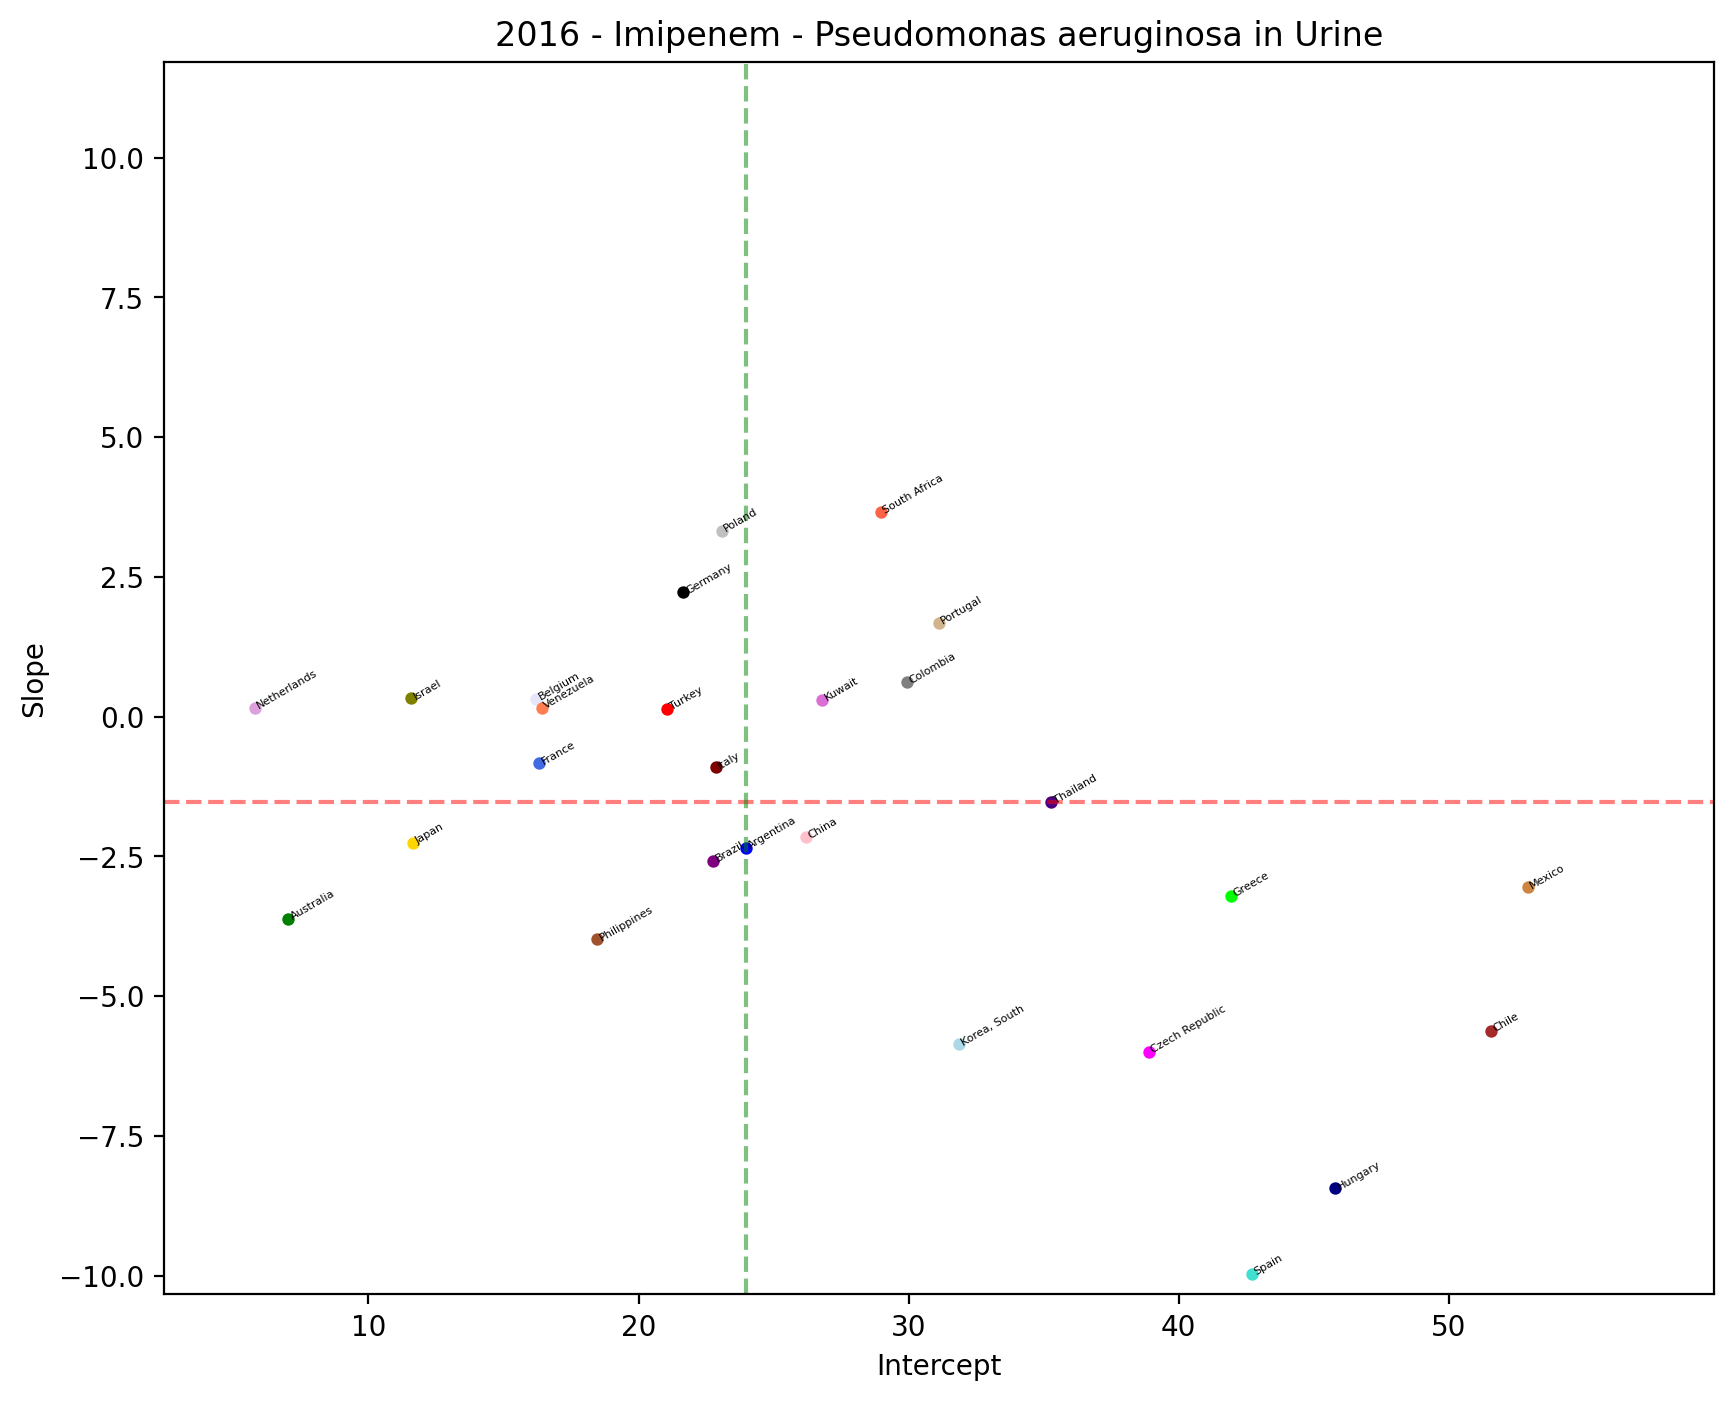 2016 - Imipenem - Pseudomonas aeruginosa in Urine
10.0
7.5
5.0
2.5
0.0
−2.5
−5.0
−7.5
−10.0
Slope
South Africa
Poland
Germany
Portugal
Colombia
Netherlands
Israel
Belgium
Venezuela
Turkey
Kuwait
France
Italy
Thailand
Japan
Brazil
Argentina
China
Greece
Mexico
Australia
Philippines
Korea, South
Czech Republic
Chile
Hungary
Spain
10
20
30
40
50
Intercept